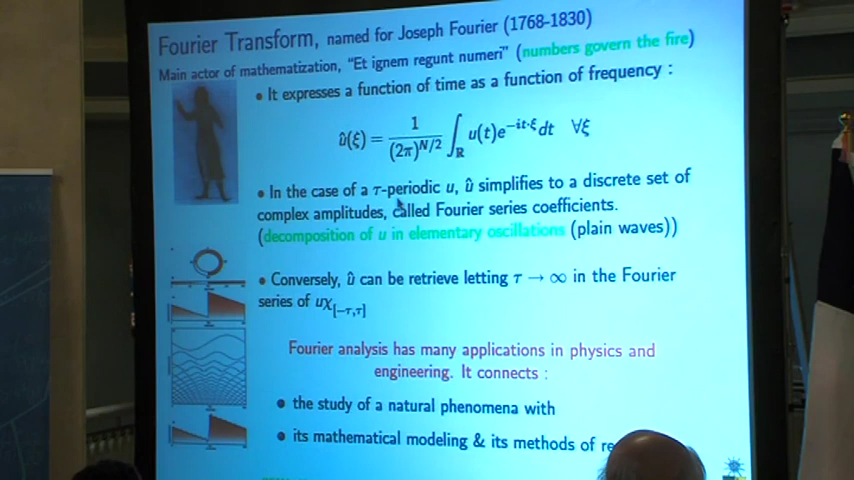 Fourier Transform, named for Joseph Fourier (1768-1830)
Main actor of mathematization, "Et ignem regunt numeri" (numbers govern the fire)
• It expresses a function of time as a function of frequency :
û(ξ) = 1/(2π)^{N/2} ∫_ℝ u(t)e^{-it·ξ}dt ∀ξ
• In the case of a τ-periodic u, û simplifies to a discrete set of
complex amplitudes, called Fourier series coefficients.
(decomposition of u in elementary oscillations (plain waves))
• Conversely, û can be retrieve letting τ → ∞ in the Fourier
series of uχ_{[-τ,τ]}
Fourier analysis has many applications in physics and
engineering. It connects :
• the study of a natural phenomena with
• its mathematical modeling & its methods of